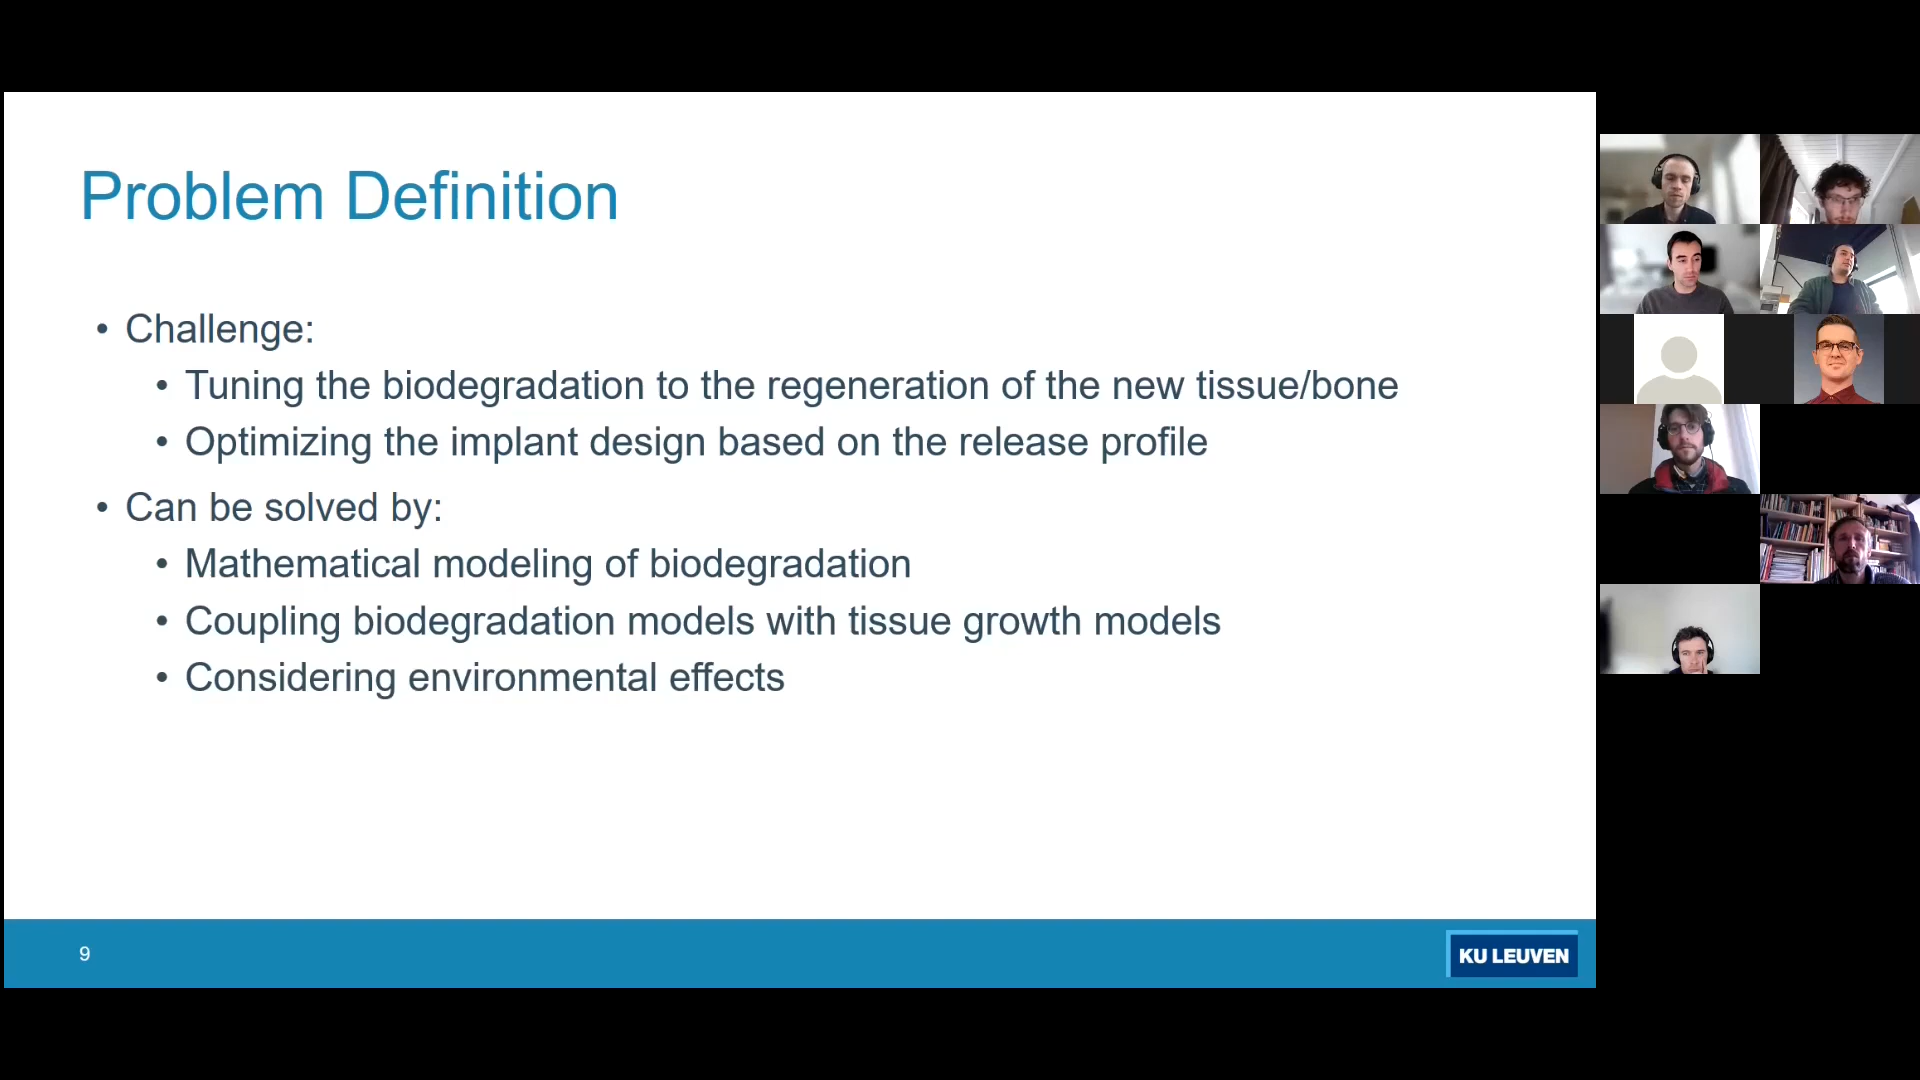 Problem Definition
• Challenge:
• Tuning the biodegradation to the regeneration of the new tissue/bone
• Optimizing the implant design based on the release profile
• Can be solved by:
• Mathematical modeling of biodegradation
• Coupling biodegradation models with tissue growth models
• Considering environmental effects
9
KU LEUVEN